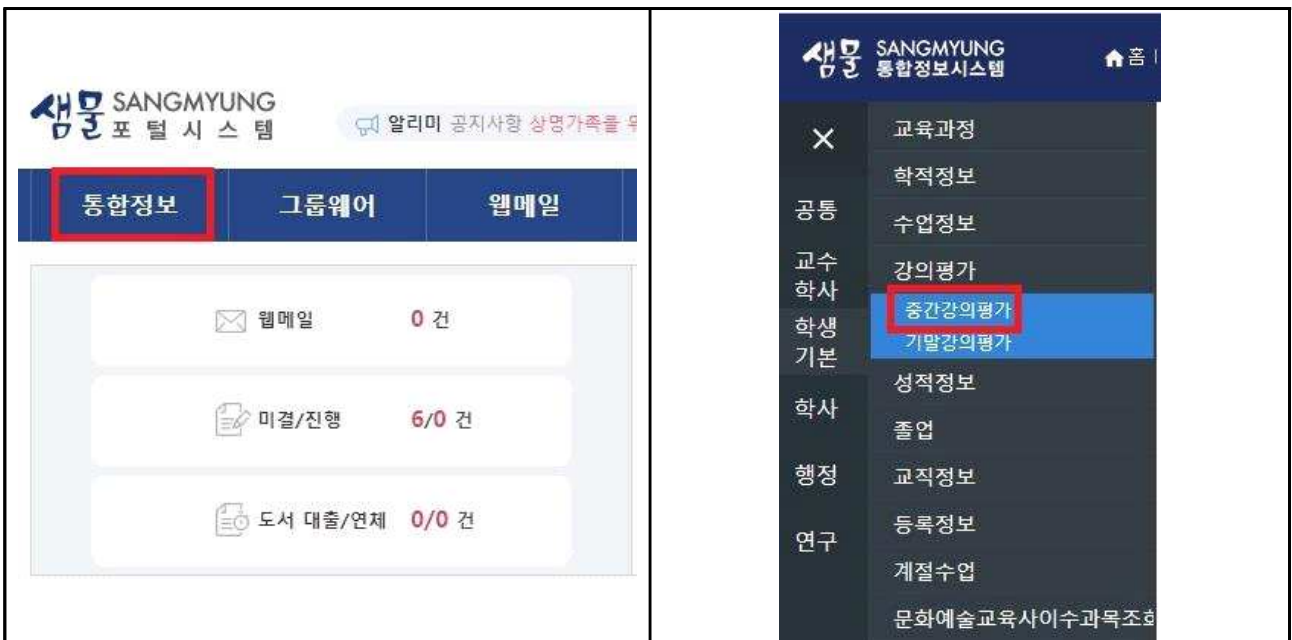 샘물 SANGMYUNG
포털시스템
알리미 공지사항 상명가족을
통합정보 그룹웨어 웹메일
웹메일 0 건
미결/진행 6/0 건
도서 대출/연체 0/0 건
샘물 SANGMYUNG
통합정보시스템
홈
교육과정
학적정보
공통
수업정보
교수
학사
강의평가
중간강의평가
학생
기본
기말강의평가
성적정보
학사
졸업
행정
교직정보
등록정보
연구
계절수업
문화예술교육사이수과목조회